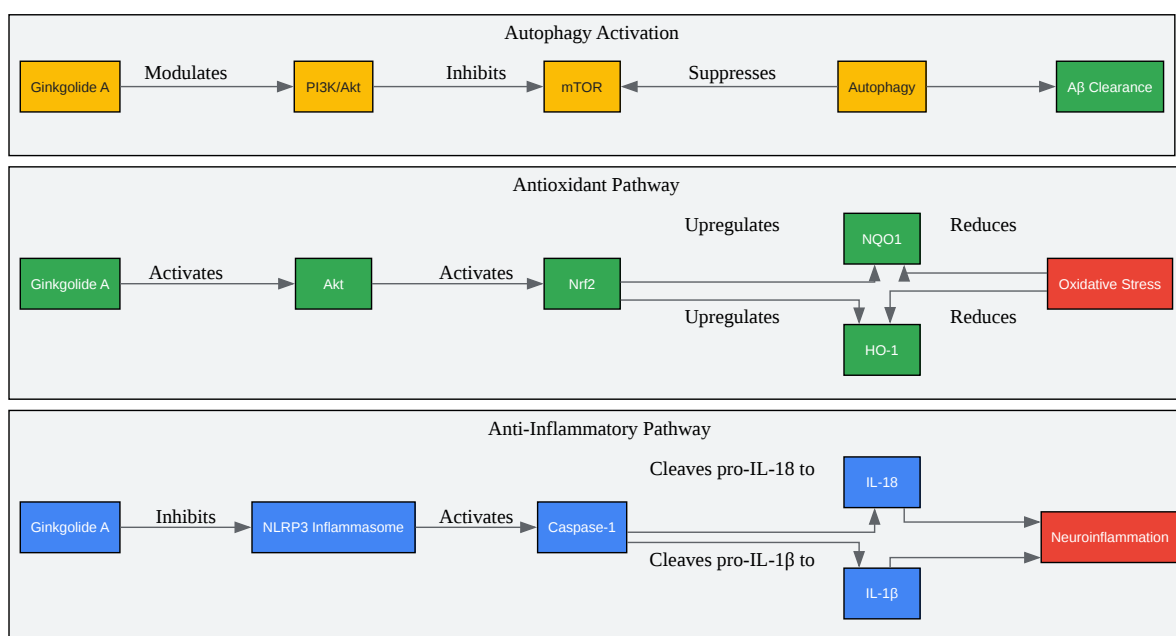 Autophagy Activation
Modulates
Inhibits
Suppresses
Ginkgolide A
PI3K/Akt
mTOR
Autophagy
Aβ Clearance
Antioxidant Pathway
Upregulates
NQO1
Reduces
Ginkgolide A
Activates
Akt
Activates
Nrf2
Oxidative Stress
Upregulates
Reduces
HO-1
Anti-Inflammatory Pathway
Cleaves pro-IL-18 to
IL-18
Ginkgolide A
Inhibits
NLRP3 Inflammasome
Activates
Caspase-1
Neuroinflammation
Cleaves pro-IL-1β to
IL-1β